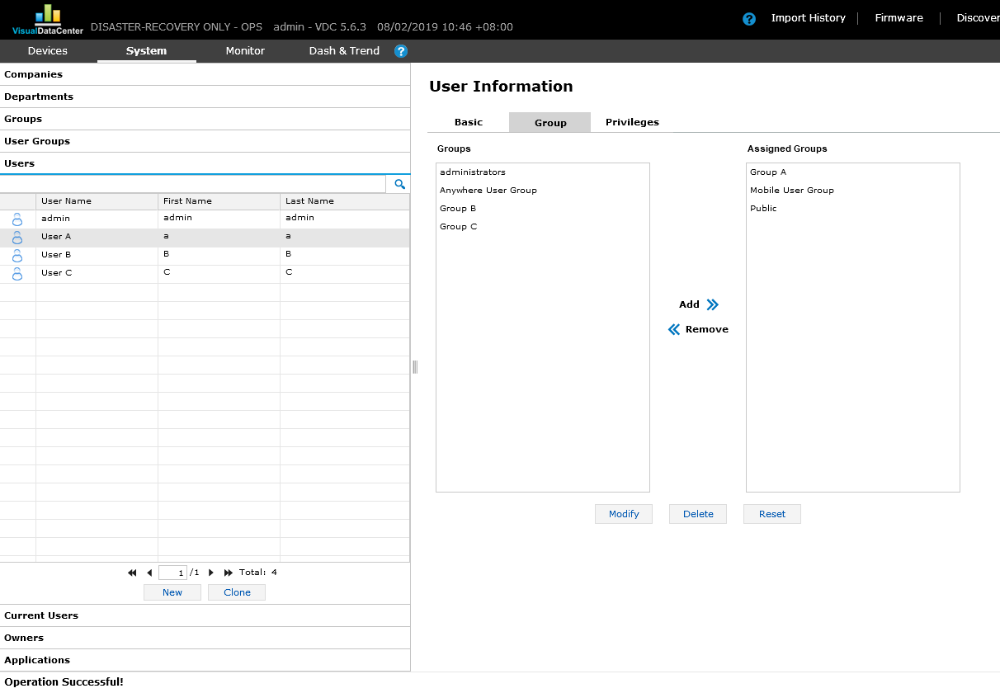 VisualDataCenter DISASTER-RECOVERY ONLY - OPS admin - VDC 5.6.3 08/02/2019 10:46 +08:00 ? Import History Firmware Discover
Devices System Monitor Dash & Trend ?
Companies
Departments
Groups
User Groups
Users
User Name First Name Last Name
admin admin admin
User A a a
User B B B
User C C C
1 /1 Total: 4
New Clone
Current Users
Owners
Applications
Operation Successful!
User Information
Basic Group Privileges
Groups
administrators
Anywhere User Group
Group B
Group C
Add
Remove
Assigned Groups
Group A
Mobile User Group
Public
Modify Delete Reset